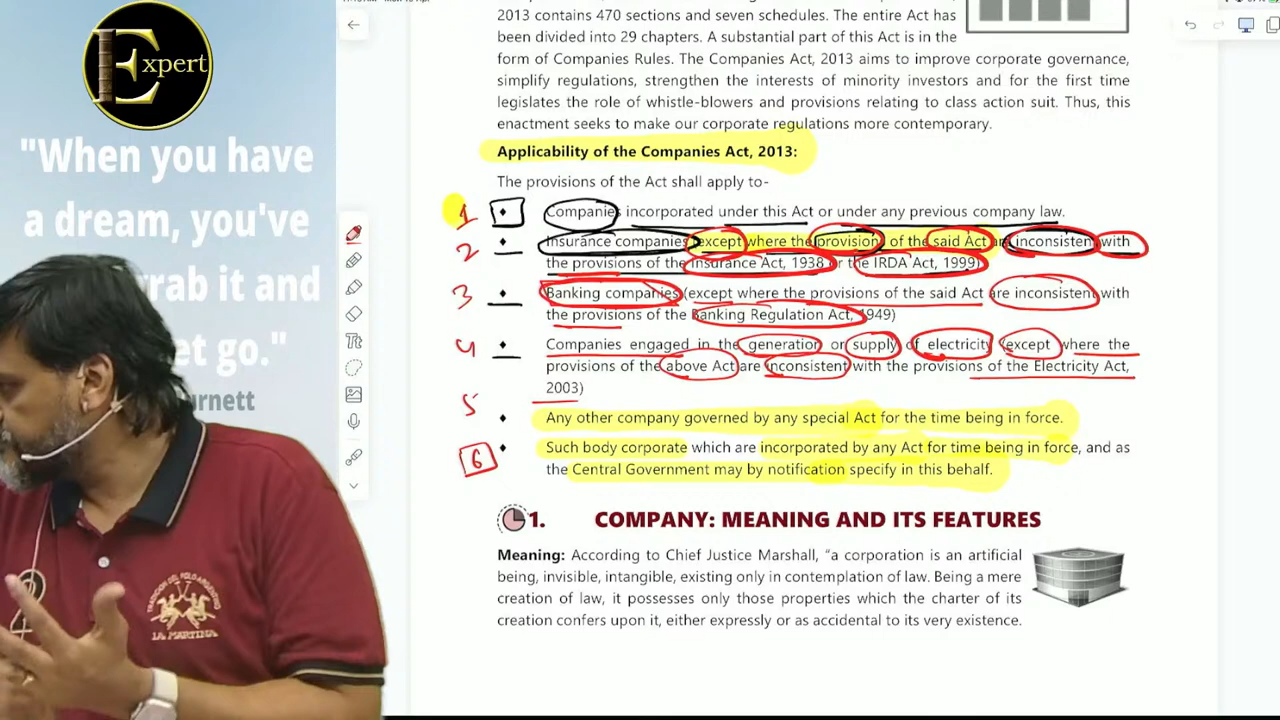 Expert
"When you have
a dream, you've
rab it and
et go."
rnett
2013 contains 470 sections and seven schedules. The entire Act has
been divided into 29 chapters. A substantial part of this Act is in the
form of Companies Rules. The Companies Act, 2013 aims to improve corporate governance,
simplify regulations, strengthen the interests of minority investors and for the first time
legislates the role of whistle-blowers and provisions relating to class action suit. Thus, this
enactment seeks to make our corporate regulations more contemporary.
Applicability of the Companies Act, 2013:
The provisions of the Act shall apply to-
1 ♦ Companies incorporated under this Act or under any previous company law.
2 ♦ Insurance companies (except where the provision of the said Act are inconsistent with
the provisions of the Insurance Act, 1938 or the IRDA Act, 1999)
3 ♦ Banking companies (except where the provisions of the said Act are inconsistent with
the provisions of the Banking Regulation Act, 1949)
4 ♦ Companies engaged in the generation or supply of electricity (except where the
provisions of the above Act are inconsistent with the provisions of the Electricity Act,
2003)
5 ♦ Any other company governed by any special Act for the time being in force.
6 ♦ Such body corporate which are incorporated by any Act for time being in force, and as
the Central Government may by notification specify in this behalf.
1. COMPANY: MEANING AND ITS FEATURES
Meaning: According to Chief Justice Marshall, "a corporation is an artificial
being, invisible, intangible, existing only in contemplation of law. Being a mere
creation of law, it possesses only those properties which the charter of its
creation confers upon it, either expressly or as accidental to its very existence.
J.A. MARTINA